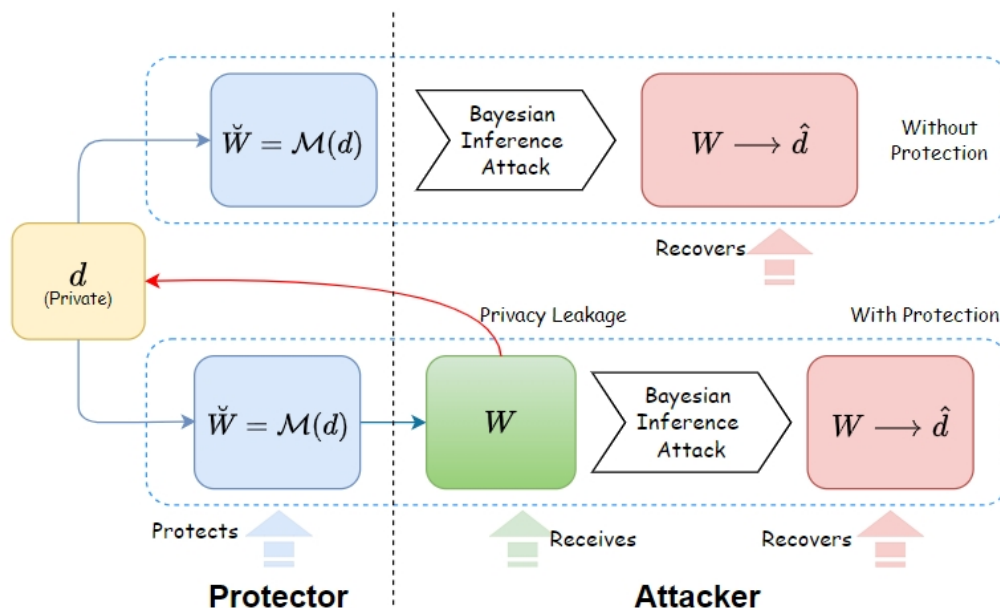 W̆ = ℳ(d)
Bayesian
Inference
Attack
W ⟶ d̂
Without
Protection
Recovers
d
(Private)
Privacy Leakage
With Protection
W̆ = ℳ(d)
W
Bayesian
Inference
Attack
W ⟶ d̂
Protects
Receives
Recovers
Protector
Attacker